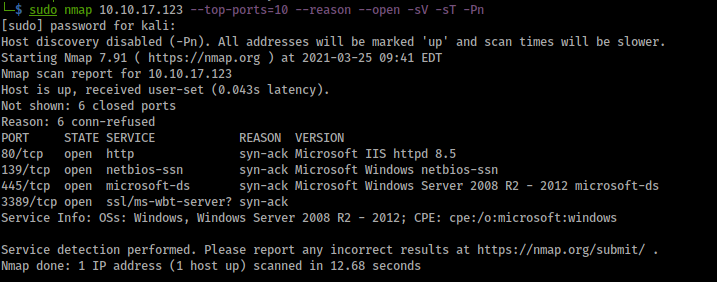 └─$ sudo nmap 10.10.17.123 --top-ports=10 --reason --open -sV -sT -Pn
[sudo] password for kali:
Host discovery disabled (-Pn). All addresses will be marked 'up' and scan times will be slower.
Starting Nmap 7.91 ( https://nmap.org ) at 2021-03-25 09:41 EDT
Nmap scan report for 10.10.17.123
Host is up, received user-set (0.043s latency).
Not shown: 6 closed ports
Reason: 6 conn-refused
PORT     STATE SERVICE            REASON  VERSION
80/tcp   open  http               syn-ack Microsoft IIS httpd 8.5
139/tcp  open  netbios-ssn        syn-ack Microsoft Windows netbios-ssn
445/tcp  open  microsoft-ds       syn-ack Microsoft Windows Server 2008 R2 - 2012 microsoft-ds
3389/tcp open  ssl/ms-wbt-server? syn-ack
Service Info: OSs: Windows, Windows Server 2008 R2 - 2012; CPE: cpe:/o:microsoft:windows

Service detection performed. Please report any incorrect results at https://nmap.org/submit/ .
Nmap done: 1 IP address (1 host up) scanned in 12.68 seconds